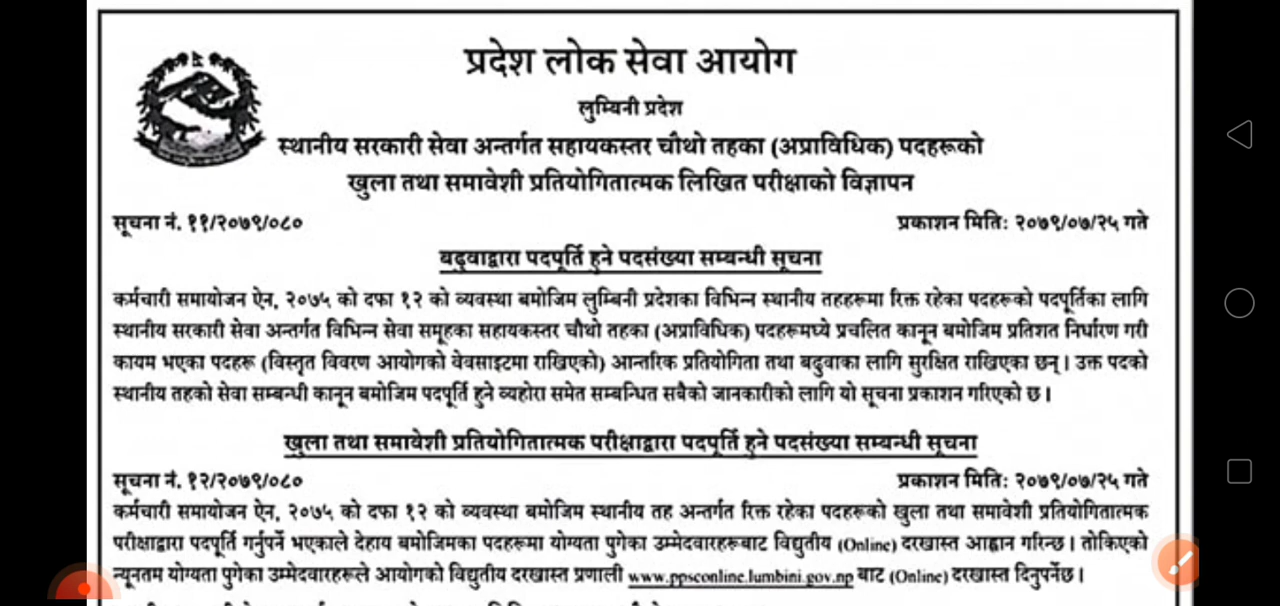 प्रदेश लोक सेवा आयोग
लुम्बिनी प्रदेश
स्थानीय सरकारी सेवा अन्तर्गत सहायकस्तर चौथो तहका (अप्राविधिक) पदहरूको
खुला तथा समावेशी प्रतियोगितात्मक लिखित परीक्षाको विज्ञापन
सूचना नं. ११/२०७९/०८० प्रकाशन मितिः २०७९/०७/२५ गते
बढुवाद्वारा पदपूर्ति हुने पदसंख्या सम्बन्धी सूचना
कर्मचारी समायोजन ऐन, २०७५ को दफा १२ को व्यवस्था बमोजिम लुम्बिनी प्रदेशका विभिन्न स्थानीय तहहरूमा रिक्त रहेका पदहरूको पदपूर्तिका लागि
स्थानीय सरकारी सेवा अन्तर्गत विभिन्न सेवा समूहका सहायकस्तर चौथो तहका (अप्राविधिक) पदहरूमध्ये प्रचलित कानून बमोजिम प्रतिशत निर्धारण गरी
कायम भएका पदहरू (विस्तृत विवरण आयोगको वेवसाइटमा राखिएको) आन्तरिक प्रतियोगिता तथा बढुवाका लागि सुरक्षित राखिएका छन्। उक्त पदको
स्थानीय तहको सेवा सम्बन्धी कानून बमोजिम पदपूर्ति हुने व्यहोरा समेत सम्बन्धित सबैको जानकारीको लागि यो सूचना प्रकाशन गरिएको छ।
खुला तथा समावेशी प्रतियोगितात्मक परीक्षाद्वारा पदपूर्ति हुने पदसंख्या सम्बन्धी सूचना
सूचना नं. १२/२०७९/०८० प्रकाशन मितिः २०७९/०७/२५ गते
कर्मचारी समायोजन ऐन, २०७५ को दफा १२ को व्यवस्था बमोजिम स्थानीय तह अन्तर्गत रिक्त रहेका पदहरूको खुला तथा समावेशी प्रतियोगितात्मक
परीक्षाद्वारा पदपूर्ति गर्नुपर्ने भएकाले देहाय बमोजिमका पदहरूमा योग्यता पुगेका उम्मेदवारहरूबाट विद्युतीय (Online) दरखास्त आह्वान गरिन्छ। तोकिएको
न्यूनतम योग्यता पुगेका उम्मेदवारहरूले आयोगको विद्युतीय दरखास्त प्रणाली www.ppsconline.lumbini.gov.np बाट (Online) दरखास्त दिनुपर्नेछ।